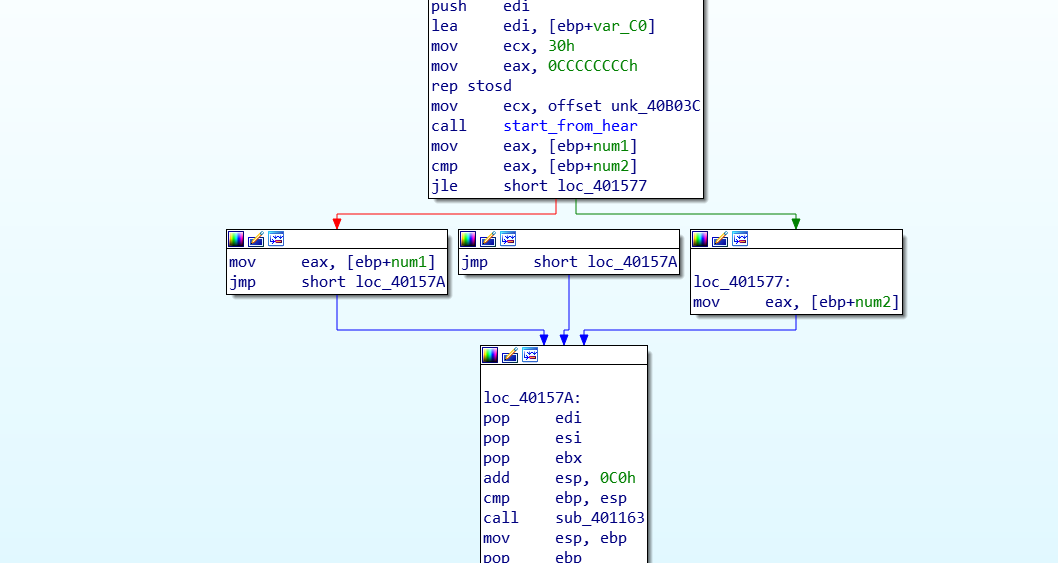 push    edi
lea     edi, [ebp+var_C0]
mov     ecx, 30h
mov     eax, 0CCCCCCCCh
rep stosd
mov     ecx, offset unk_40B03C
call    start_from_hear
mov     eax, [ebp+num1]
cmp     eax, [ebp+num2]
jle     short loc_401577
mov     eax, [ebp+num1]
jmp     short loc_40157A
jmp     short loc_40157A
loc_401577:
mov     eax, [ebp+num2]
loc_40157A:
pop     edi
pop     esi
pop     ebx
add     esp, 0C0h
cmp     ebp, esp
call    sub_401163
mov     esp, ebp
pop     ebp